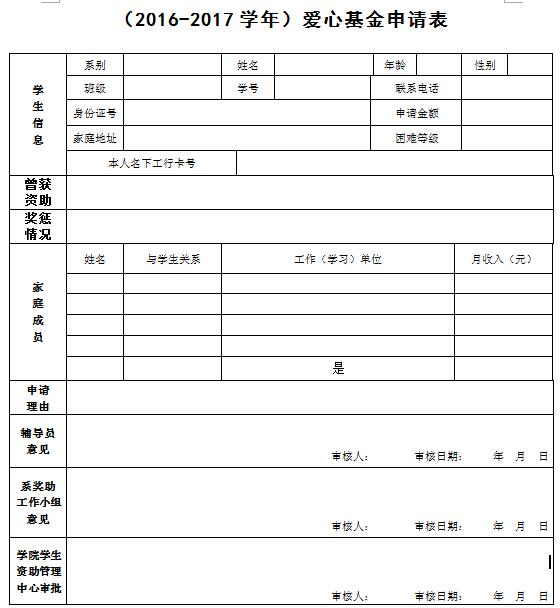 （2016-2017 学年）爱心基金申请表
学生信息
系别 姓名 年龄 性别
班级 学号 联系电话
身份证号 申请金额
家庭地址 困难等级
本人名下工行卡号
曾获
资助
奖惩
情况
家庭成员
姓名 与学生关系 工作（学习）单位 月收入（元）
是
申请
理由
辅导员
意见
审核人： 审核日期： 年 月 日
系奖助
工作小组
意见
审核人： 审核日期： 年 月 日
学院学生
资助管理
中心审批
审核人： 审核日期： 年 月 日